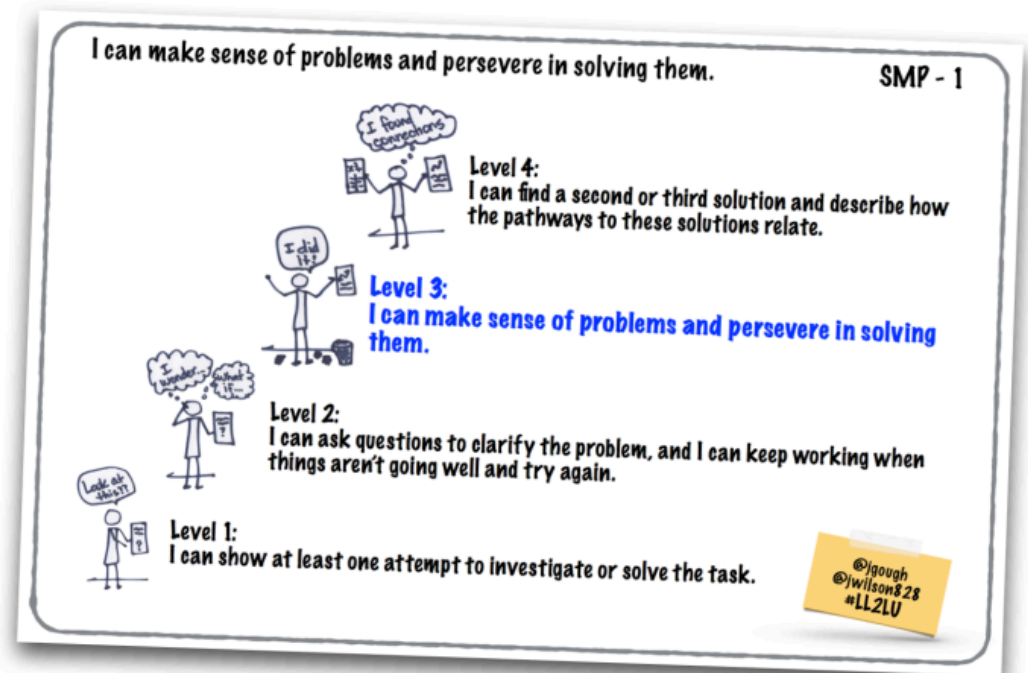 I can make sense of problems and persevere in solving them.
SMP - 1
I found
connections
Level 4:
I can find a second or third solution and describe how
the pathways to these solutions relate.
I did
it!
Level 3:
I can make sense of problems and persevere in solving
them.
I
wonder...
what
if...
Level 2:
I can ask questions to clarify the problem, and I can keep working when
things aren't going well and try again.
Look at
this!?
Level 1:
I can show at least one attempt to investigate or solve the task.
@jgough
@jwilson828
#LL2LU